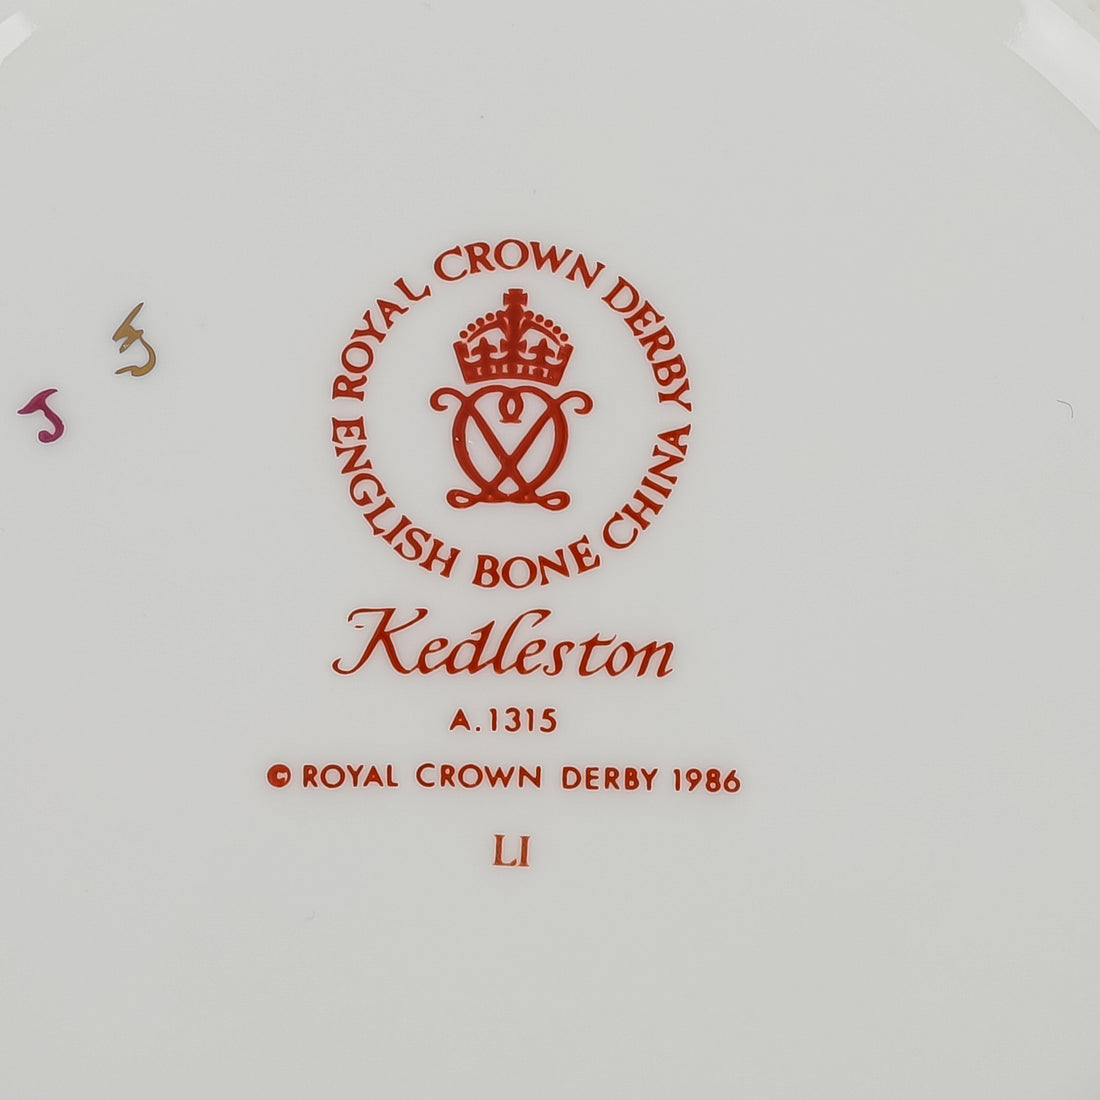 ROYAL CROWN DERBY
ENGLISH BONE CHINA
Kedleston
A.1315
© ROYAL CROWN DERBY 1986
LI
J